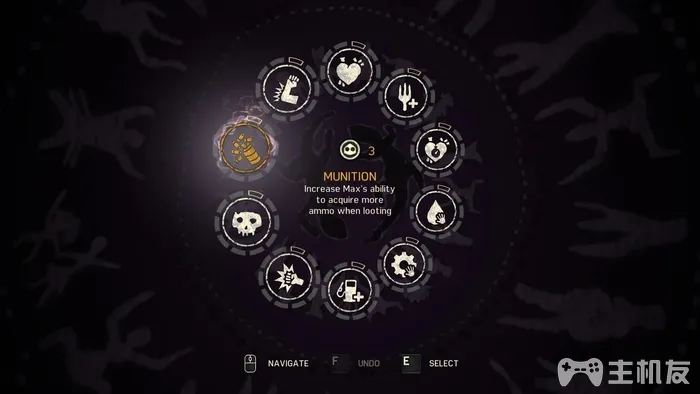 3
MUNITION
Increase Max's ability
to acquire more
ammo when looting
NAVIGATE F UNDO E SELECT
主机友